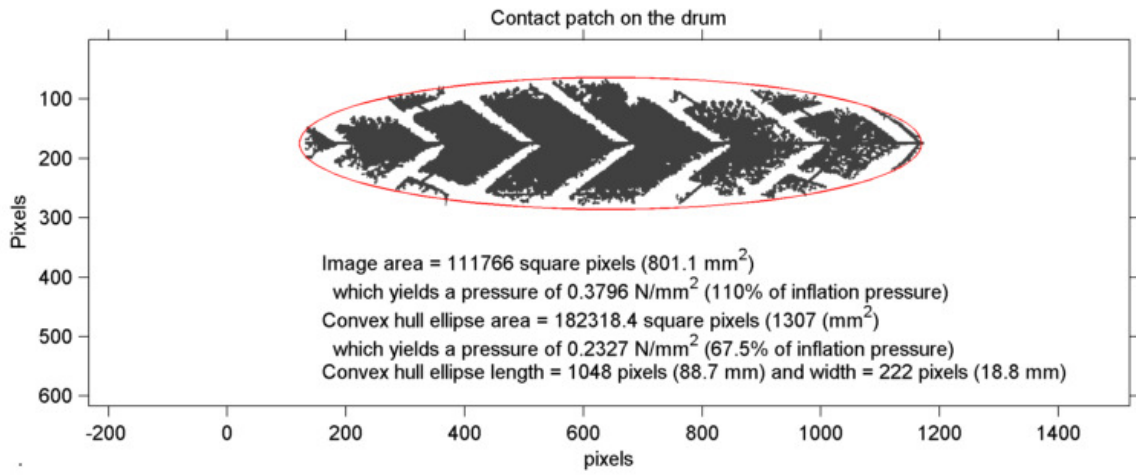 Contact patch on the drum
100
200
300
400
500
600
Pixels
Image area = 111766 square pixels (801.1 mm²)
which yields a pressure of 0.3796 N/mm² (110% of inflation pressure)
Convex hull ellipse area = 182318.4 square pixels (1307 (mm²)
which yields a pressure of 0.2327 N/mm² (67.5% of inflation pressure)
Convex hull ellipse length = 1048 pixels (88.7 mm) and width = 222 pixels (18.8 mm)
-200 0 200 400 600 800 1000 1200 1400
pixels